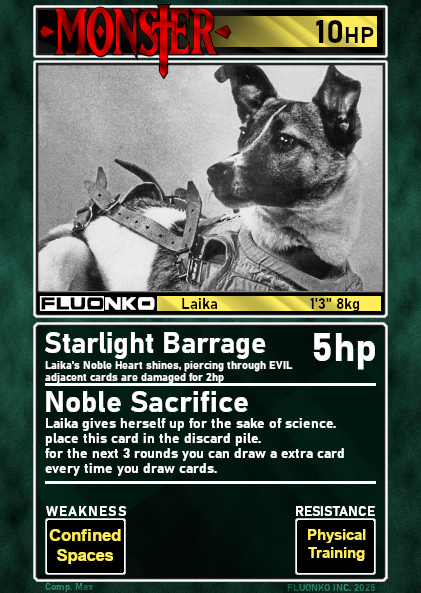 MONSTER
10HP
FLUONKO
Laika
1'3" 8kg
Starlight Barrage 5hp
Laika's Noble Heart shines, piercing through EVIL
adjacent cards are damaged for 2hp
Noble Sacrifice
Laika gives herself up for the sake of science.
place this card in the discard pile.
for the next 3 rounds you can draw a extra card
every time you draw cards.
WEAKNESS
Confined
Spaces
RESISTANCE
Physical
Training
Comp. Max
FLUONKO INC. 2025